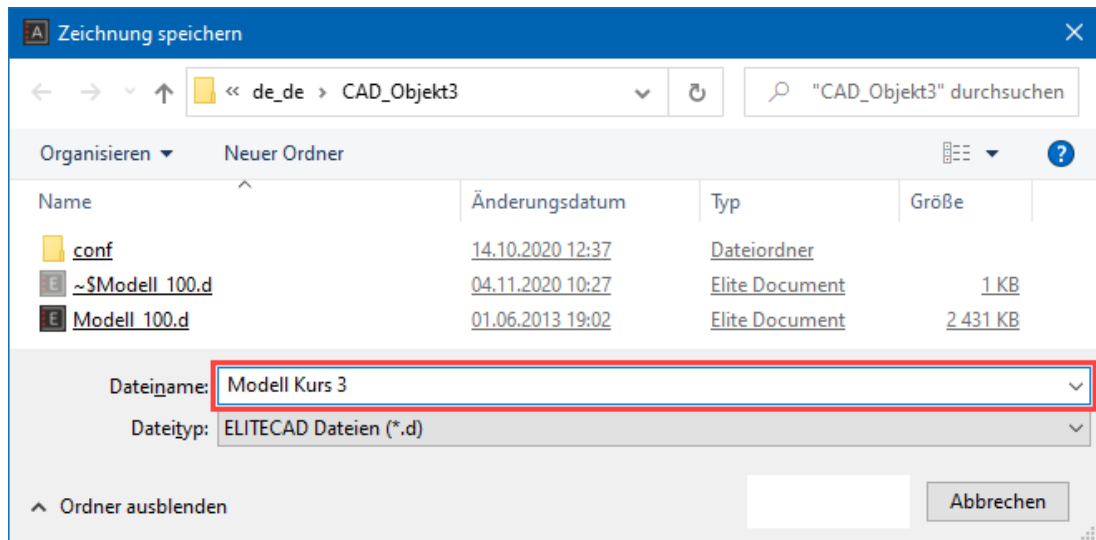 Zeichnung speichern
« de_de › CAD_Objekt3 "CAD_Objekt3" durchsuchen
Organisieren Neuer Ordner
Name Änderungsdatum Typ Größe
conf 14.10.2020 12:37 Dateiordner
~$Modell_100.d 04.11.2020 10:27 Elite Document 1 KB
Modell_100.d 01.06.2013 19:02 Elite Document 2 431 KB
Dateiname: Modell Kurs 3
Dateityp: ELITECAD Dateien (*.d)
Ordner ausblenden Abbrechen